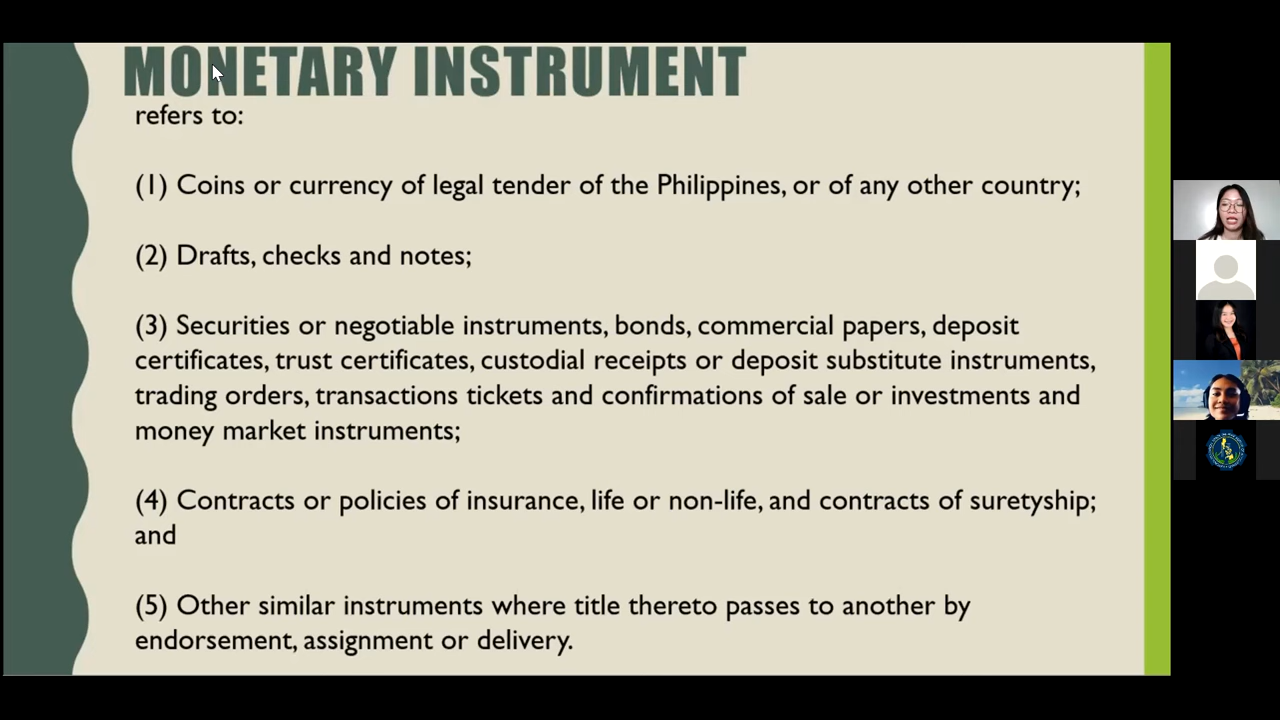 MONETARY INSTRUMENT
refers to:
(1) Coins or currency of legal tender of the Philippines, or of any other country;
(2) Drafts, checks and notes;
(3) Securities or negotiable instruments, bonds, commercial papers, deposit
certificates, trust certificates, custodial receipts or deposit substitute instruments,
trading orders, transactions tickets and confirmations of sale or investments and
money market instruments;
(4) Contracts or policies of insurance, life or non-life, and contracts of suretyship;
and
(5) Other similar instruments where title thereto passes to another by
endorsement, assignment or delivery.